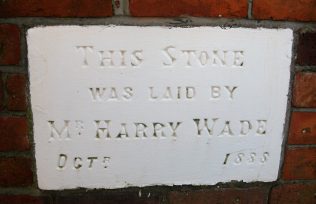 THIS STONE
WAS LAID BY
MR HARRY WADE
OCTR 1888